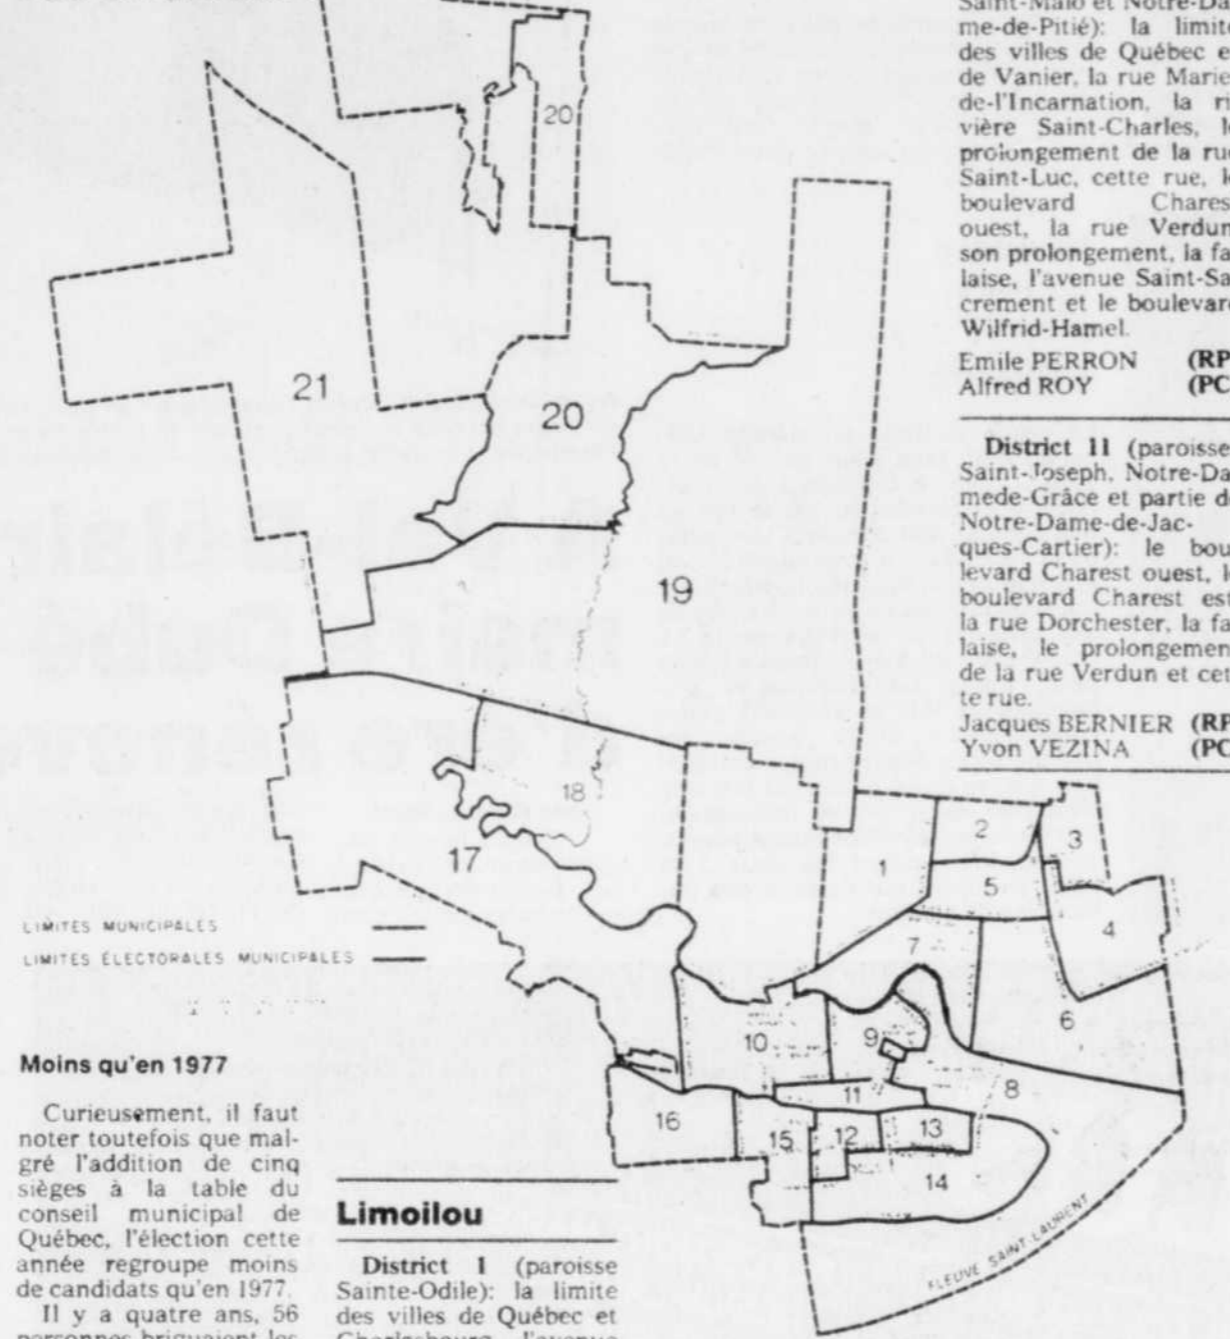 20
21
20
19
18
17
1
2
3
5
4
7
6
10
9
8
11
16
15
12
13
14
FLEUVE SAINT-LAURENT
LIMITES MUNICIPALES
LIMITES ÉLECTORALES MUNICIPALES
Moins qu'en 1977
Curieusement, il faut
noter toutefois que mal-
gré l'addition de cinq
sièges à la table du
conseil municipal de
Québec, l'élection cette
année regroupe moins
de candidats qu'en 1977.
Il y a quatre ans, 56
personnes briguaient les
Limoilou
District 1 (paroisse
Sainte-Odile): la limite
des villes de Québec et
Charlesbourg, l'avenue
Saint-Malo et Notre-Da
me-de-Pitié): la limite
des villes de Québec e
de Vanier, la rue Marie
de-l'Incarnation, la ri
vière Saint-Charles, l
prolongement de la rue
Saint-Luc, cette rue, l
boulevard Chares
ouest, la rue Verdun
son prolongement, la fa
laise, l'avenue Saint-Sa
crement et le boulevard
Wilfrid-Hamel.
Emile PERRON (RP
Alfred ROY (PC
District 11 (paroisse
Saint-Joseph, Notre-Da
mede-Grâce et partie d
Notre-Dame-de-Jac-
ques-Cartier): le bou
levard Charest ouest, l
boulevard Charest est
la rue Dorchester, la fa
laise, le prolongemen
de la rue Verdun et cet
te rue.
Jacques BERNIER (RP
Yvon VEZINA (PC